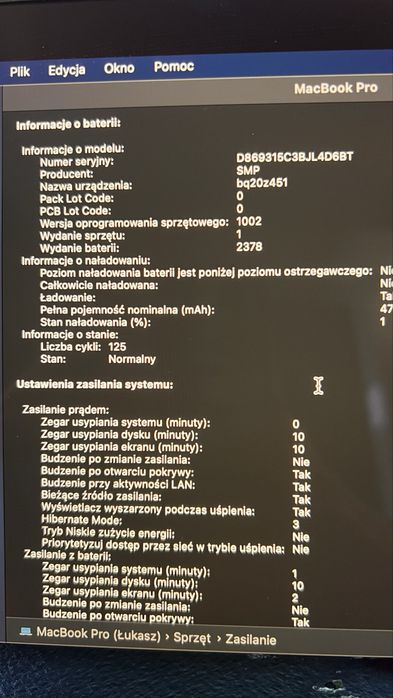 Plik Edycja Okno Pomoc
MacBook Pro
Informacje o baterii:
Informacje o modelu:
Numer seryjny: D869315C3BJL4D6BT
Producent: SMP
Nazwa urządzenia: bq20z451
Pack Lot Code: 0
PCB Lot Code: 0
Wersja oprogramowania sprzętowego: 1002
Wydanie sprzętu: 1
Wydanie baterii: 2378
Informacje o naładowaniu:
Poziom naładowania baterii jest poniżej poziomu ostrzegawczego: Ni
Całkowicie naładowana: Ni
Ładowanie: Ta
Pełna pojemność nominalna (mAh): 47
Stan naładowania (%): 1
Informacje o stanie:
Liczba cykli: 125
Stan: Normalny
Ustawienia zasilania systemu:
Zasilanie prądem:
Zegar usypiania systemu (minuty): 0
Zegar usypiania dysku (minuty): 10
Zegar usypiania ekranu (minuty): 10
Budzenie po zmianie zasilania: Nie
Budzenie po otwarciu pokrywy: Tak
Budzenie przy aktywności LAN: Tak
Bieżące źródło zasilania: Tak
Wyświetlacz wyszarzony podczas uśpienia: Tak
Hibernate Mode: 3
Tryb Niskie zużycie energii: Nie
Priorytetyzuj dostęp przez sieć w trybie uśpienia: Nie
Zasilanie z baterii:
Zegar usypiania systemu (minuty): 1
Zegar usypiania dysku (minuty): 10
Zegar usypiania ekranu (minuty): 2
Budzenie po zmianie zasilania: Nie
Budzenie po otwarciu pokrywy: Tak
MacBook Pro (Łukasz) › Sprzęt › Zasilanie